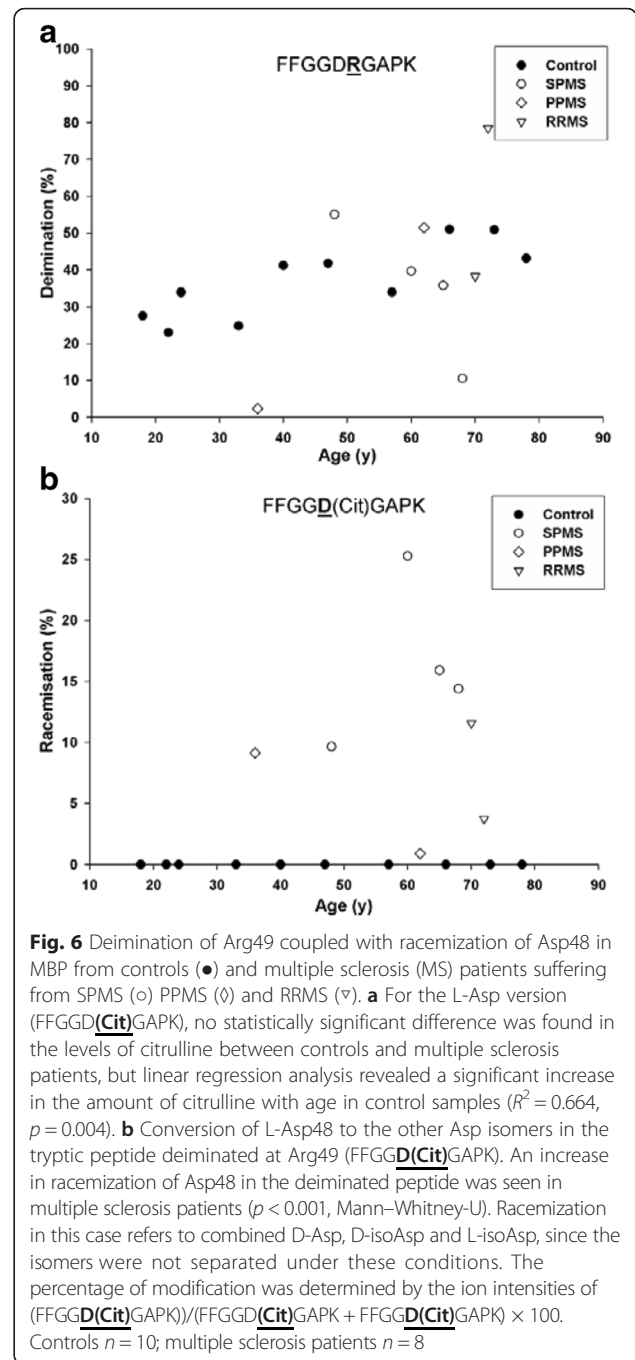 a
FFGGDRGAPK
Control
SPMS
PPMS
RRMS
100
90
80
70
60
50
40
30
20
10
0
Deimination (%)
10 20 30 40 50 60 70 80 90
Age (y)
b
FFGGD(Cit)GAPK
Control
SPMS
PPMS
RRMS
30
25
20
15
10
5
0
Racemisation (%)
10 20 30 40 50 60 70 80 90
Age (y)
Fig. 6 Deimination of Arg49 coupled with racemization of Asp48 in
MBP from controls (●) and multiple sclerosis (MS) patients suffering
from SPMS (○) PPMS (◊) and RRMS (▿). a For the L-Asp version
(FFGGD(Cit)GAPK), no statistically significant difference was found in
the levels of citrulline between controls and multiple sclerosis
patients, but linear regression analysis revealed a significant increase
in the amount of citrulline with age in control samples (R² = 0.664,
p = 0.004). b Conversion of L-Asp48 to the other Asp isomers in the
tryptic peptide deiminated at Arg49 (FFGGD(Cit)GAPK). An increase
in racemization of Asp48 in the deiminated peptide was seen in
multiple sclerosis patients (p < 0.001, Mann–Whitney-U). Racemization
in this case refers to combined D-Asp, D-isoAsp and L-isoAsp, since the
isomers were not separated under these conditions. The
percentage of modification was determined by the ion intensities of
(FFGGD(Cit)GAPK))/(FFGGD(Cit)GAPK + FFGGD(Cit)GAPK) × 100.
Controls n = 10; multiple sclerosis patients n = 8